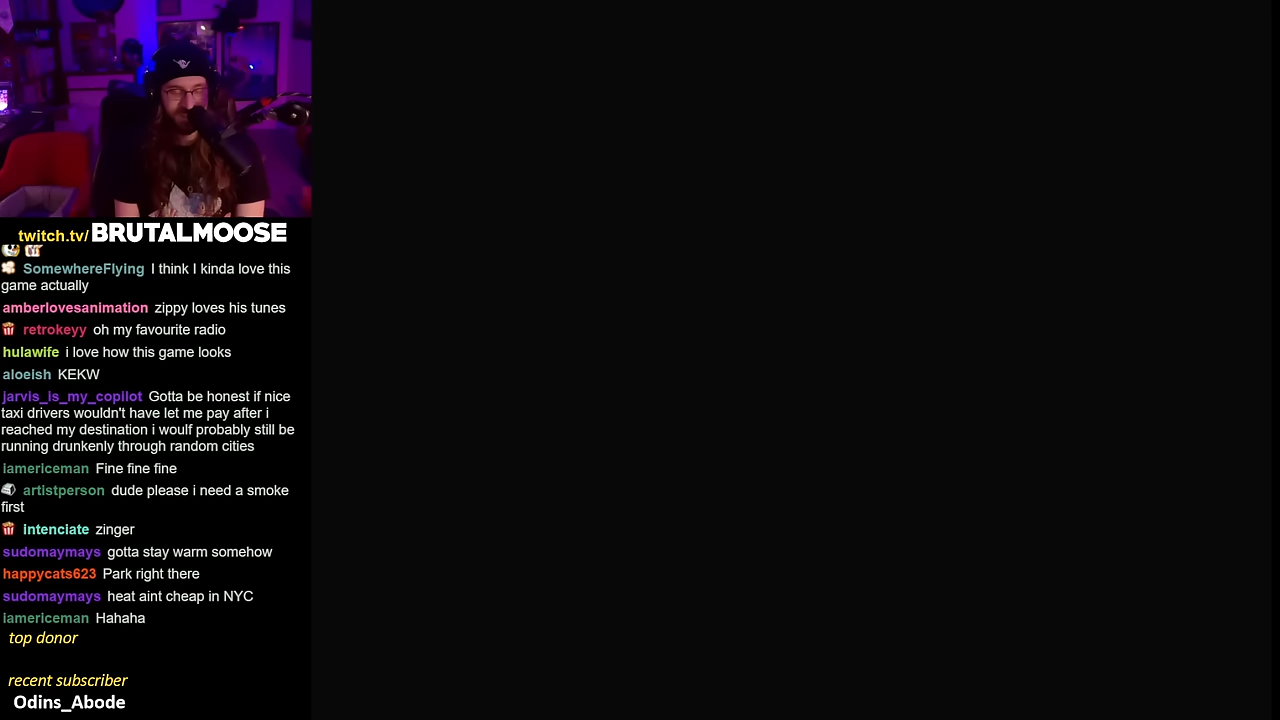 twitch.tv/BRUTALMOOSE
SomewhereFlying I think I kinda love this
game actually
amberlovesanimation zippy loves his tunes
retrokeyy oh my favourite radio
hulawife i love how this game looks
aloeish KEKW
jarvis_is_my_copilot Gotta be honest if nice
taxi drivers wouldn't have let me pay after i
reached my destination i woulf probably still be
running drunkenly through random cities
iamericeman Fine fine fine
artistperson dude please i need a smoke
first
intenciate zinger
sudomaymays gotta stay warm somehow
happycats623 Park right there
sudomaymays heat aint cheap in NYC
iamericeman Hahaha
top donor
recent subscriber
Odins_Abode